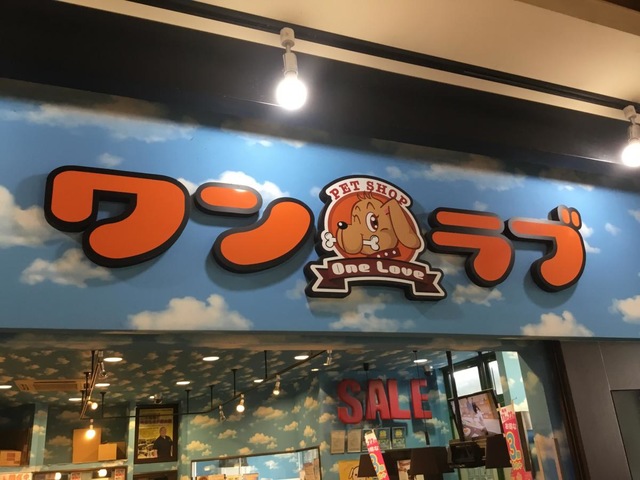 ワンラブ
PET SHOP
One Love
SALE